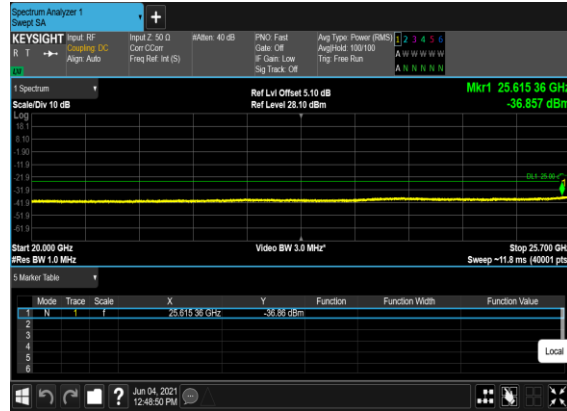 Spectrum Analyzer 1
Swept SA
+
KEYSIGHT Input: RF Input Z: 50 Ω #Atten: 40 dB PNO: Fast Avg Type: Power (RMS) 1 2 3 4 5 6
R T Coupling: DC Corr CCorr Gate: Off Avg|Hold: 100/100 A W W W W W
Align: Auto Freq Ref: Int (S) IF Gain: Low Trig: Free Run
Sig Track: Off A N N N N N
1 Spectrum Ref Lvl Offset 5.10 dB Mkr1 25.615 36 GHz
Scale/Div 10 dB Ref Level 28.10 dBm -36.857 dBm
Log
18.1
8.10
-1.90
-11.9
-21.9
-31.9
-41.9
-51.9
-61.9
Start 20.000 GHz Video BW 3.0 MHz* Stop 25.700 GHz
#Res BW 1.0 MHz Sweep ~11.8 ms (40001 pts)
5 Marker Table
Mode Trace Scale X Y Function Function Width Function Value
1 N 1 f 25.615 36 GHz -36.86 dBm
2
3
4
5
6
Local
?
Jun 04, 2021
12:48:50 PM